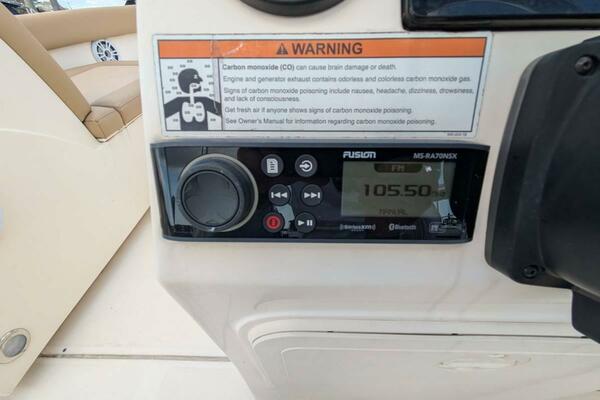 WARNING
Carbon monoxide (CO) can cause brain damage or death.
Engine and generator exhaust contains odorless and colorless carbon monoxide gas.
Signs of carbon monoxide poisoning include nausea, headache, dizziness, drowsiness,
and lack of consciousness.
Get fresh air if anyone shows signs of carbon monoxide poisoning.
See Owner's Manual for information regarding carbon monoxide poisoning.
FUSION
MS-RA70NSX
FM
105.50
MANUAL
SiriusXM
Bluetooth